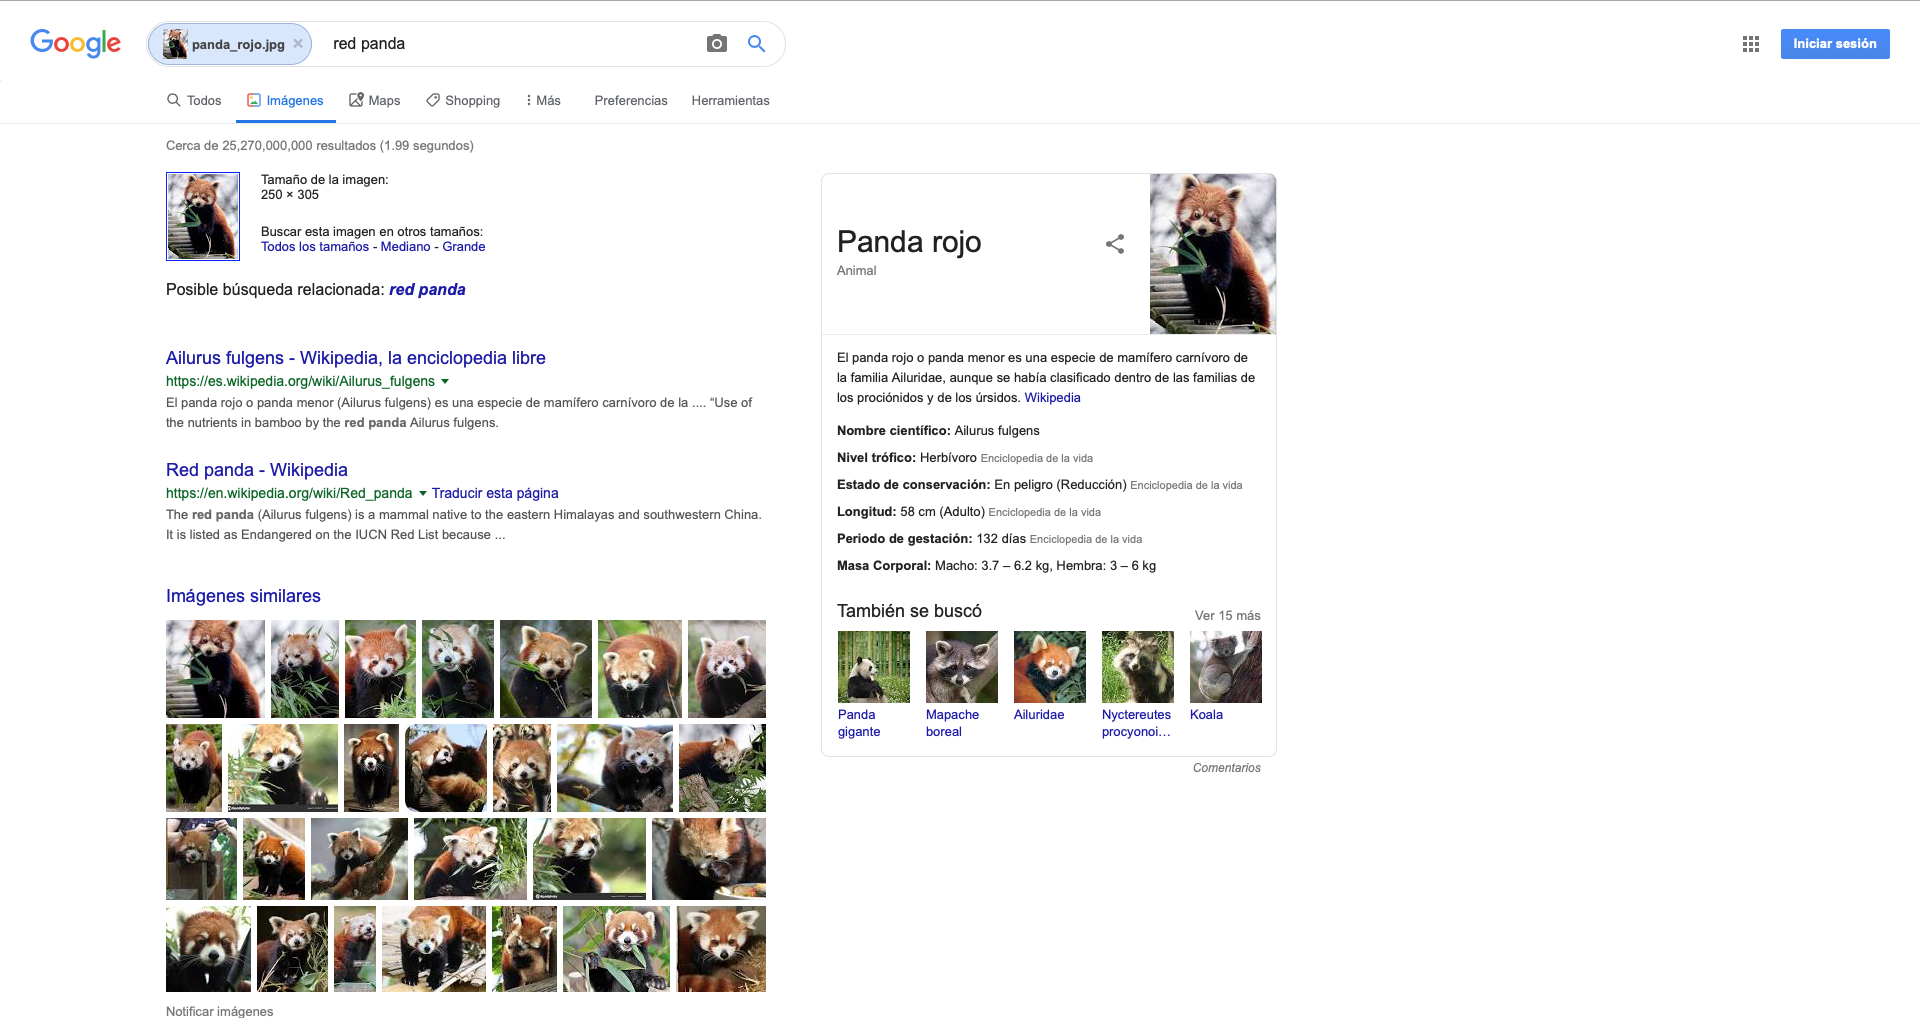 Google
panda_rojo.jpg × red panda
Iniciar sesión
Todos Imágenes Maps Shopping Más Preferencias Herramientas
Cerca de 25,270,000,000 resultados (1.99 segundos)
Tamaño de la imagen:
250 × 305
Buscar esta imagen en otros tamaños:
Todos los tamaños - Mediano - Grande
Posible búsqueda relacionada: red panda
Ailurus fulgens - Wikipedia, la enciclopedia libre
https://es.wikipedia.org/wiki/Ailurus_fulgens
El panda rojo o panda menor (Ailurus fulgens) es una especie de mamífero carnívoro de la .... “Use of
the nutrients in bamboo by the red panda Ailurus fulgens.
Red panda - Wikipedia
https://en.wikipedia.org/wiki/Red_panda Traducir esta página
The red panda (Ailurus fulgens) is a mammal native to the eastern Himalayas and southwestern China.
It is listed as Endangered on the IUCN Red List because ...
Imágenes similares
Notificar imágenes
Panda rojo
Animal
El panda rojo o panda menor es una especie de mamífero carnívoro de
la familia Ailuridae, aunque se había clasificado dentro de las familias de
los prociónidos y de los úrsidos. Wikipedia
Nombre científico: Ailurus fulgens
Nivel trófico: Herbívoro Enciclopedia de la vida
Estado de conservación: En peligro (Reducción) Enciclopedia de la vida
Longitud: 58 cm (Adulto) Enciclopedia de la vida
Periodo de gestación: 132 días Enciclopedia de la vida
Masa Corporal: Macho: 3.7 – 6.2 kg, Hembra: 3 – 6 kg
También se buscó
Ver 15 más
Panda gigante
Mapache boreal
Ailuridae
Nyctereutes procyonoi…
Koala
Comentarios